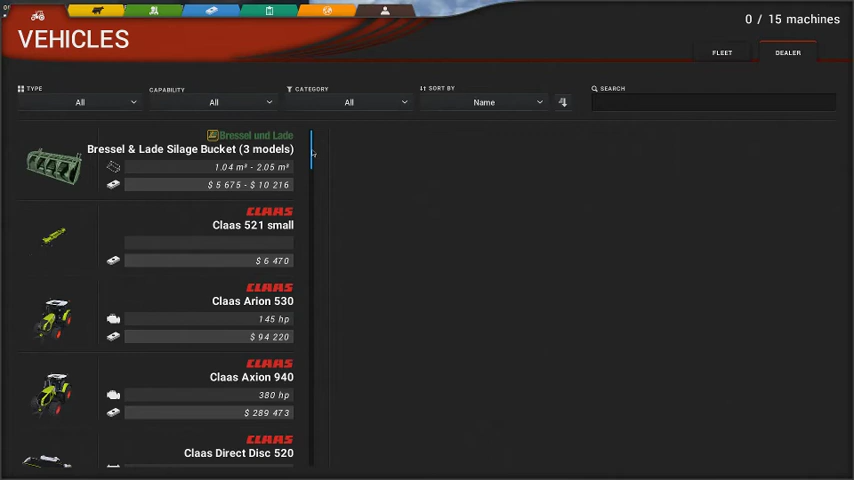 VEHICLES
0 / 15 machines
FLEET
DEALER
TYPE
CAPABILITY
CATEGORY
SORT BY
SEARCH
All
All
All
Name
Bressel und Lade
Bressel & Lade Silage Bucket (3 models)
1.04 m³ - 2.05 m³
$ 5 675 - $ 10 216
CLAAS
Claas 521 small
$ 6 470
CLAAS
Claas Arion 530
145 hp
$ 94 220
CLAAS
Claas Axion 940
380 hp
$ 289 473
CLAAS
Claas Direct Disc 520